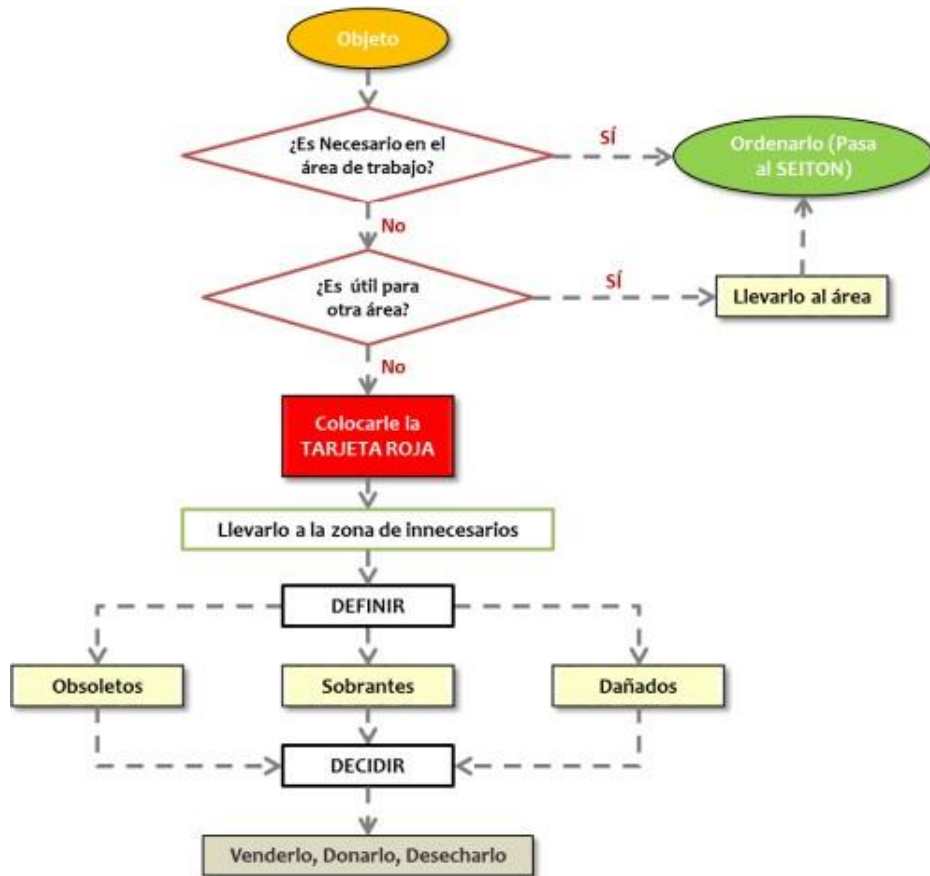 Objeto
¿Es Necesario en el
área de trabajo?
SÍ
Ordenarlo (Pasa
al SEITON)
No
¿Es útil para
otra área?
SÍ
Llevarlo al área
No
Colocarle la
TARJETA ROJA
Llevarlo a la zona de innecesarios
DEFINIR
Obsoletos
Sobrantes
Dañados
DECIDIR
Venderlo, Donarlo, Desecharlo